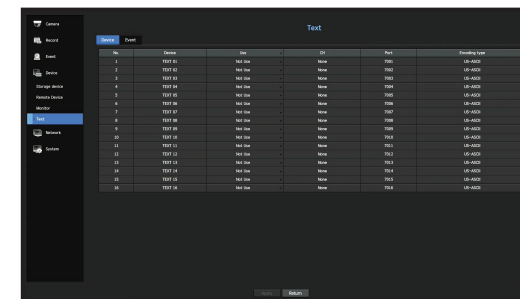 Text
Camera
Record
Event
Device
Storage device
Remote Device
Monitor
Text
Network
System
Device Event
No. Device Use CH Port Encoding type
1 TEXT 01 Not Use None 7001 US-ASCII
2 TEXT 02 Not Use None 7002 US-ASCII
3 TEXT 03 Not Use None 7003 US-ASCII
4 TEXT 04 Not Use None 7004 US-ASCII
5 TEXT 05 Not Use None 7005 US-ASCII
6 TEXT 06 Not Use None 7006 US-ASCII
7 TEXT 07 Not Use None 7007 US-ASCII
8 TEXT 08 Not Use None 7008 US-ASCII
9 TEXT 09 Not Use None 7009 US-ASCII
10 TEXT 10 Not Use None 7010 US-ASCII
11 TEXT 11 Not Use None 7011 US-ASCII
12 TEXT 12 Not Use None 7012 US-ASCII
13 TEXT 13 Not Use None 7013 US-ASCII
14 TEXT 14 Not Use None 7014 US-ASCII
15 TEXT 15 Not Use None 7015 US-ASCII
16 TEXT 16 Not Use None 7016 US-ASCII
Apply Return